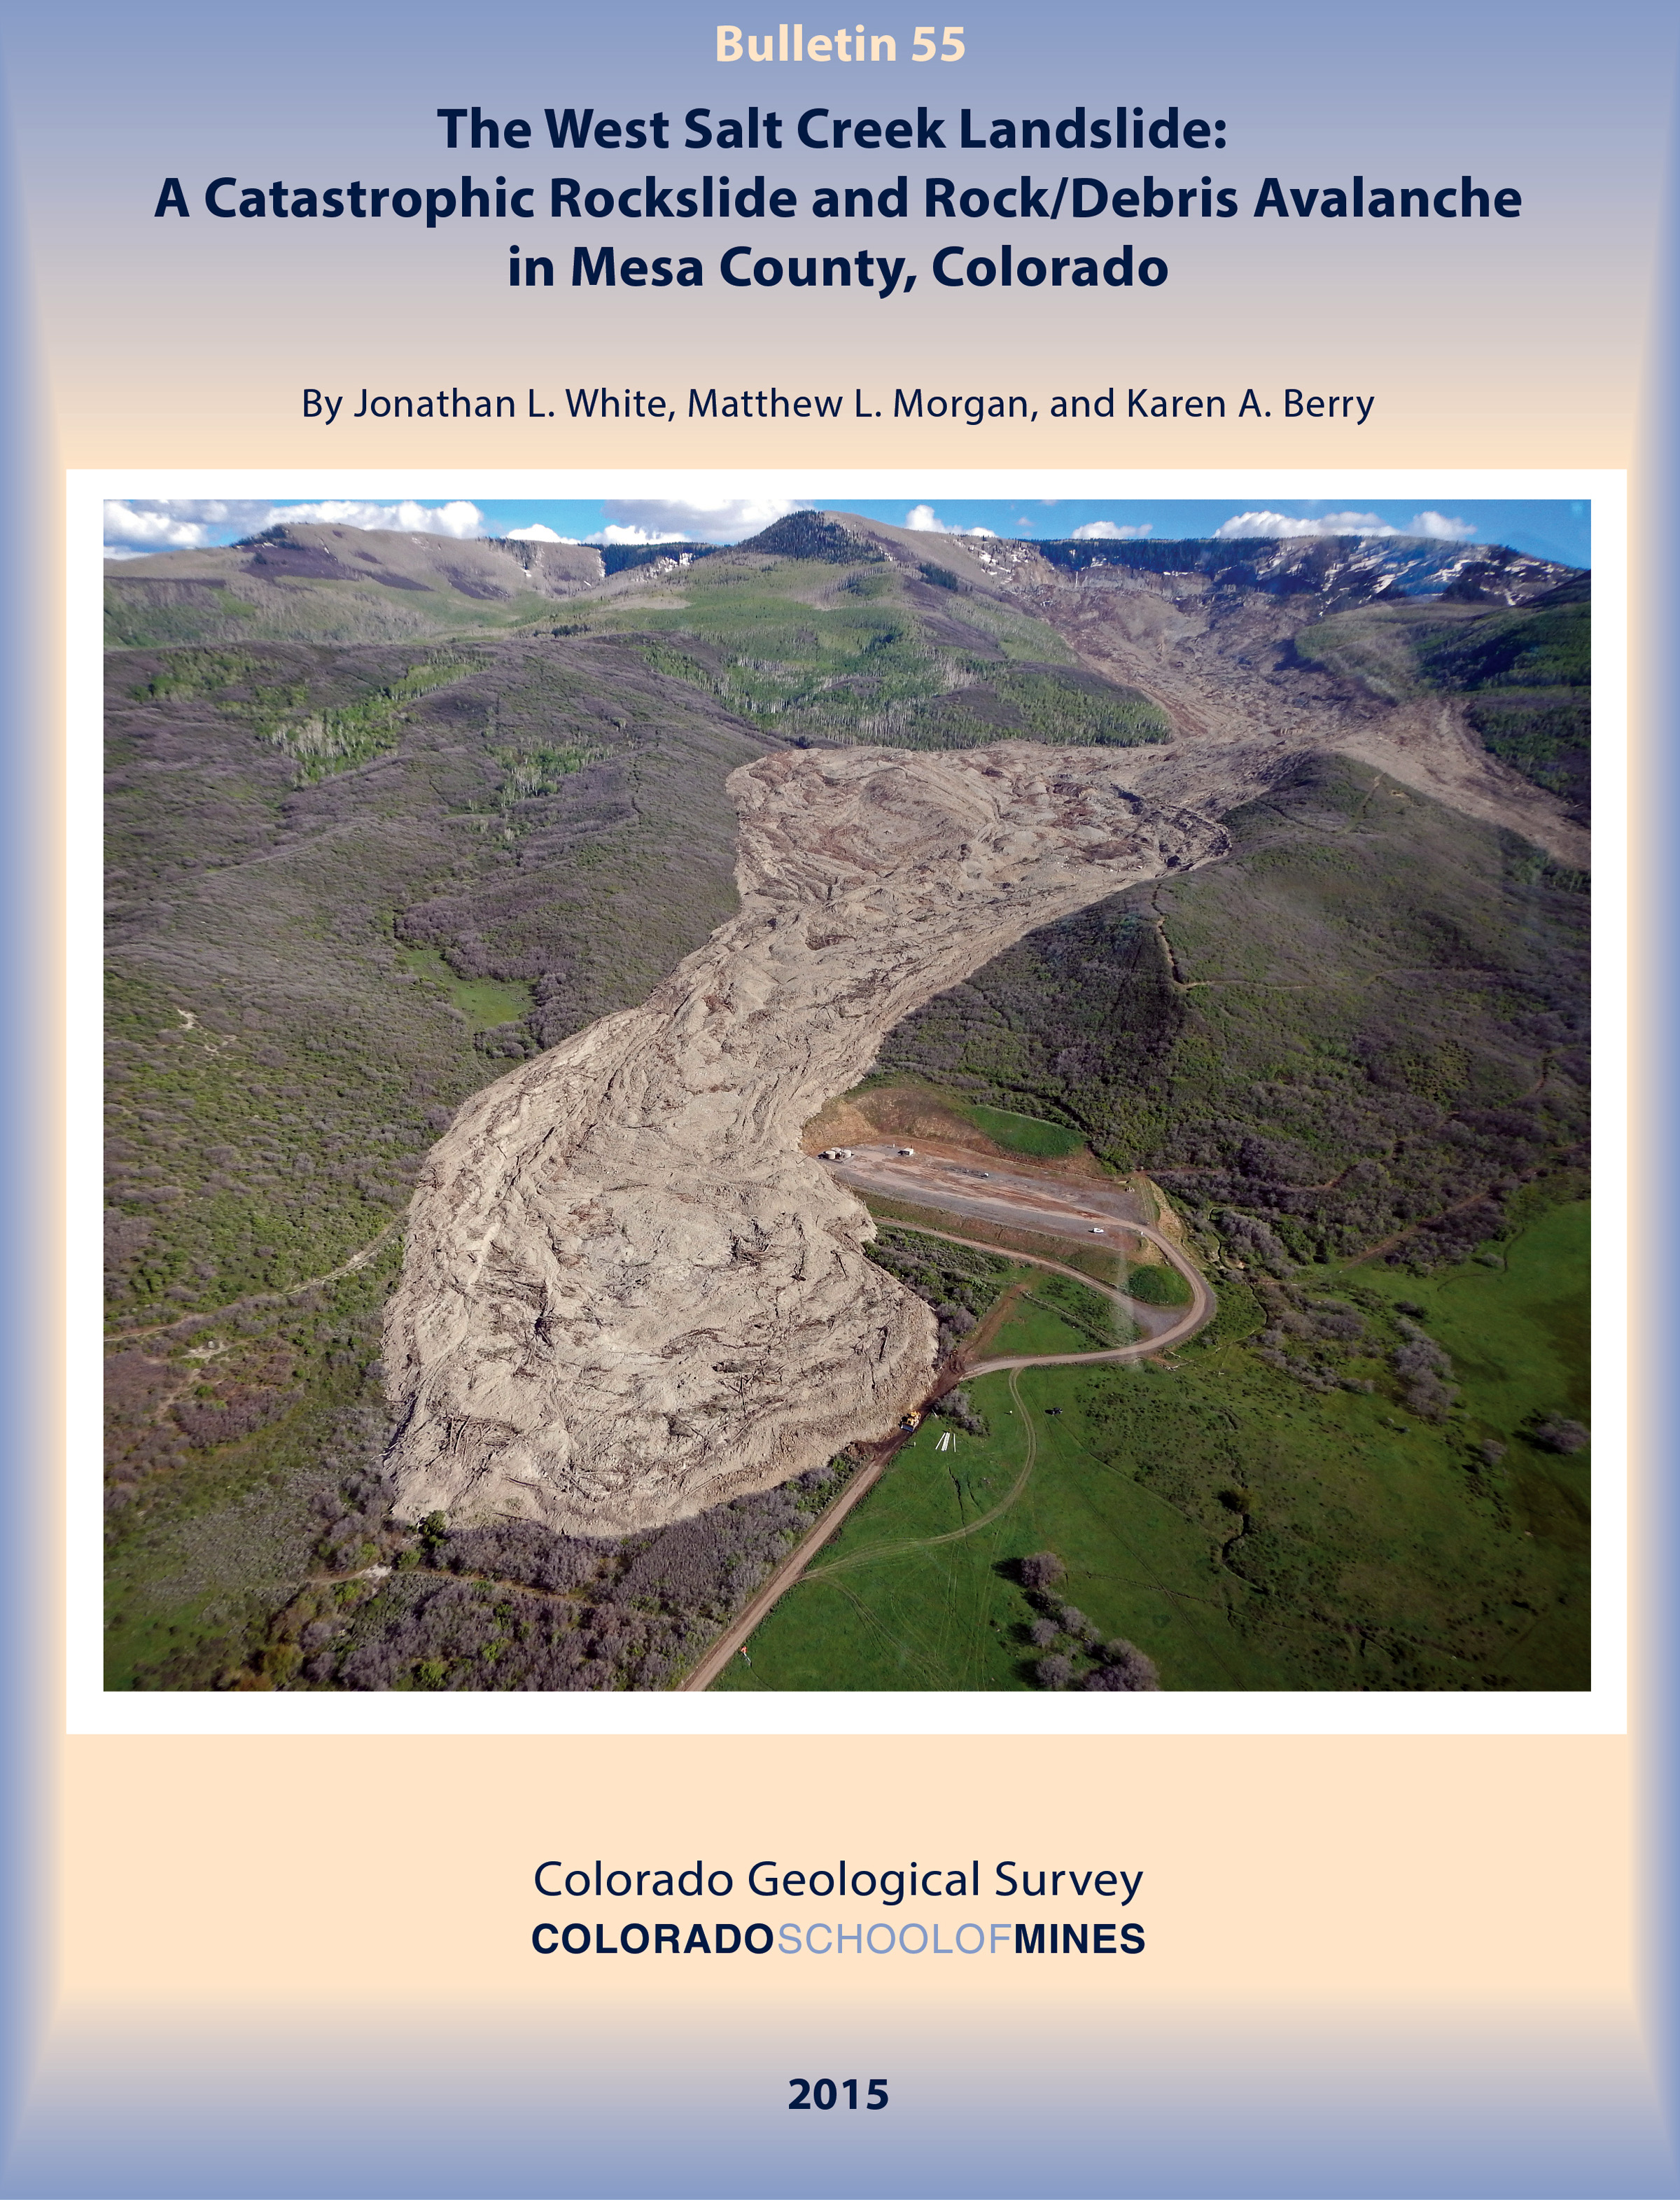 Bulletin 55
The West Salt Creek Landslide:
A Catastrophic Rockslide and Rock/Debris Avalanche
in Mesa County, Colorado
By Jonathan L. White, Matthew L. Morgan, and Karen A. Berry
Colorado Geological Survey
COLORADOSCHOOLOFMINES
2015